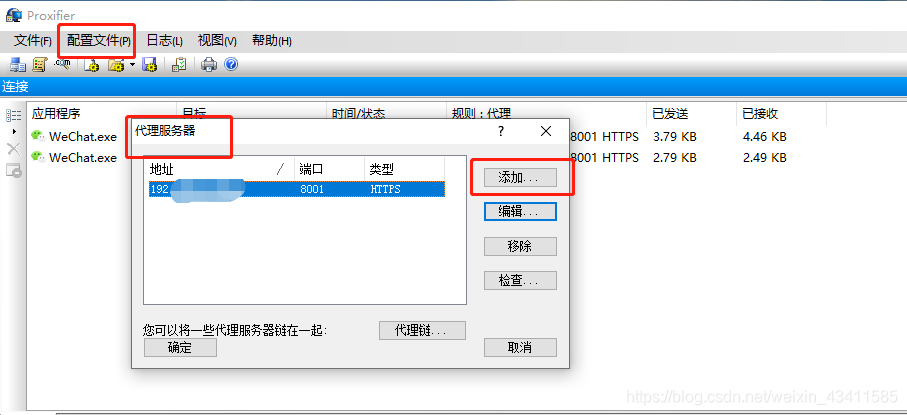 Proxifier
文件(F) 配置文件(P) 日志(L) 视图(V) 帮助(H)
.com
连接
应用程序 目标 时间/状态 规则 : 代理 已发送 已接收
WeChat.exe 8001 HTTPS 3.79 KB 4.46 KB
WeChat.exe 8001 HTTPS 2.79 KB 2.49 KB
代理服务器 ?
地址 端口 类型
192 8001 HTTPS
添加...
编辑...
移除
检查...
您可以将一些代理服务器链在一起: 代理链...
确定 取消
https://blog.csdn.net/weixin_43411585